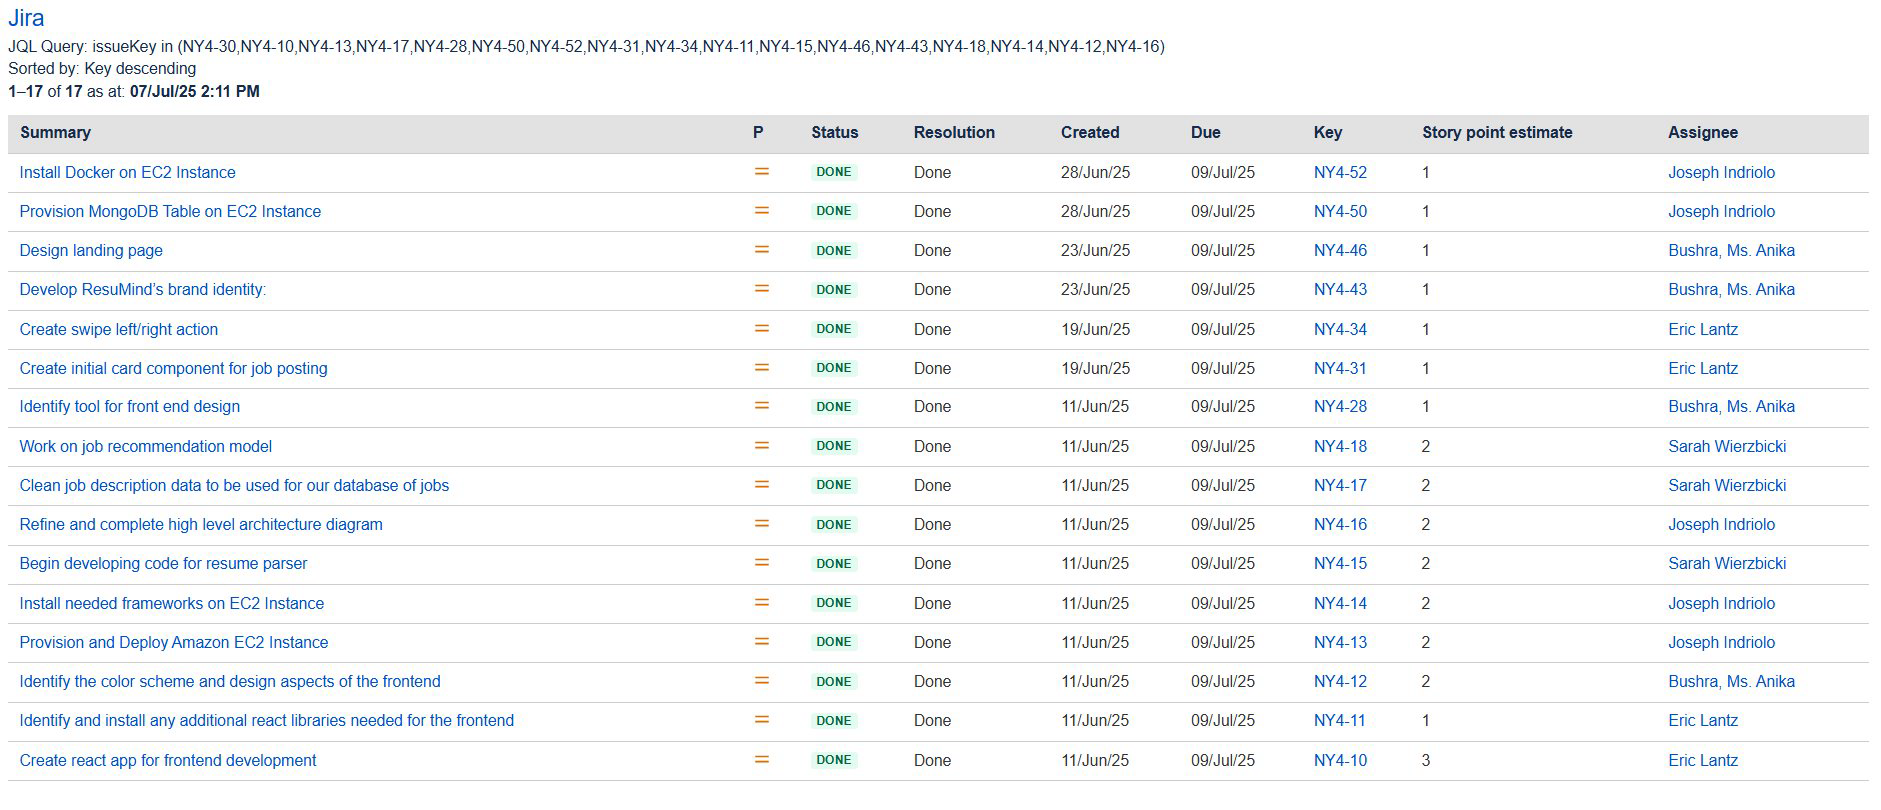 Jira
JQL Query: issueKey in (NY4-30,NY4-10,NY4-13,NY4-17,NY4-28,NY4-50,NY4-52,NY4-31,NY4-34,NY4-11,NY4-15,NY4-46,NY4-43,NY4-18,NY4-14,NY4-12,NY4-16)
Sorted by: Key descending
1–17 of 17 as at: 07/Jul/25 2:11 PM
Summary P Status Resolution Created Due Key Story point estimate Assignee
Install Docker on EC2 Instance DONE Done 28/Jun/25 09/Jul/25 NY4-52 1 Joseph Indriolo
Provision MongoDB Table on EC2 Instance DONE Done 28/Jun/25 09/Jul/25 NY4-50 1 Joseph Indriolo
Design landing page DONE Done 23/Jun/25 09/Jul/25 NY4-46 1 Bushra, Ms. Anika
Develop ResuMind’s brand identity: DONE Done 23/Jun/25 09/Jul/25 NY4-43 1 Bushra, Ms. Anika
Create swipe left/right action DONE Done 19/Jun/25 09/Jul/25 NY4-34 1 Eric Lantz
Create initial card component for job posting DONE Done 19/Jun/25 09/Jul/25 NY4-31 1 Eric Lantz
Identify tool for front end design DONE Done 11/Jun/25 09/Jul/25 NY4-28 1 Bushra, Ms. Anika
Work on job recommendation model DONE Done 11/Jun/25 09/Jul/25 NY4-18 2 Sarah Wierzbicki
Clean job description data to be used for our database of jobs DONE Done 11/Jun/25 09/Jul/25 NY4-17 2 Sarah Wierzbicki
Refine and complete high level architecture diagram DONE Done 11/Jun/25 09/Jul/25 NY4-16 2 Joseph Indriolo
Begin developing code for resume parser DONE Done 11/Jun/25 09/Jul/25 NY4-15 2 Sarah Wierzbicki
Install needed frameworks on EC2 Instance DONE Done 11/Jun/25 09/Jul/25 NY4-14 2 Joseph Indriolo
Provision and Deploy Amazon EC2 Instance DONE Done 11/Jun/25 09/Jul/25 NY4-13 2 Joseph Indriolo
Identify the color scheme and design aspects of the frontend DONE Done 11/Jun/25 09/Jul/25 NY4-12 2 Bushra, Ms. Anika
Identify and install any additional react libraries needed for the frontend DONE Done 11/Jun/25 09/Jul/25 NY4-11 1 Eric Lantz
Create react app for frontend development DONE Done 11/Jun/25 09/Jul/25 NY4-10 3 Eric Lantz